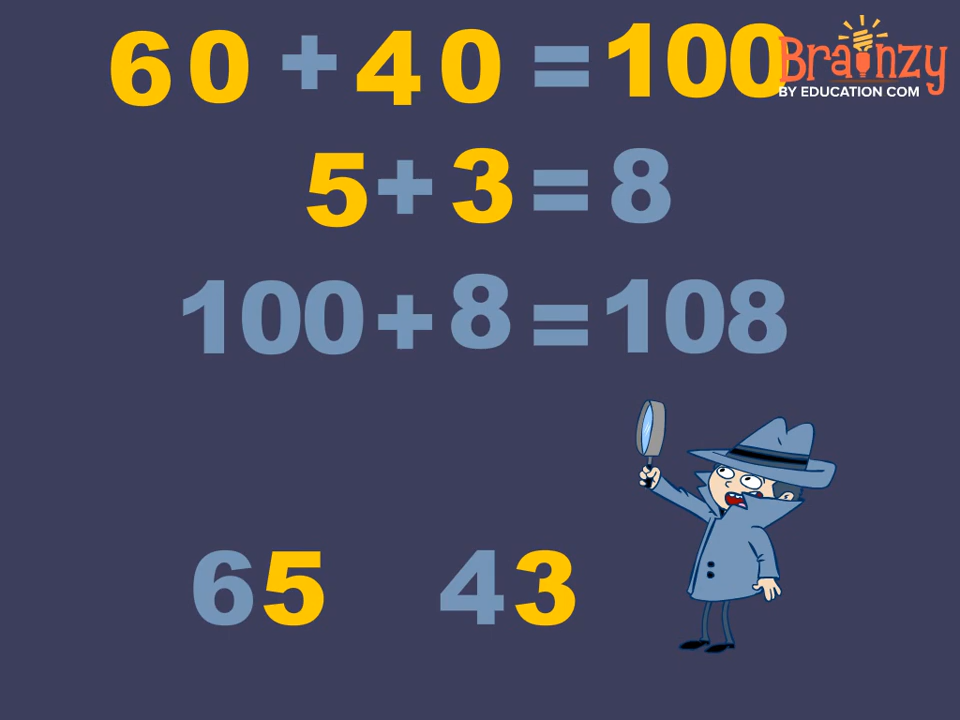 60 + 40 = 100
Brainzy
BY EDUCATION COM
5 + 3 = 8
100 + 8 = 108
65 43